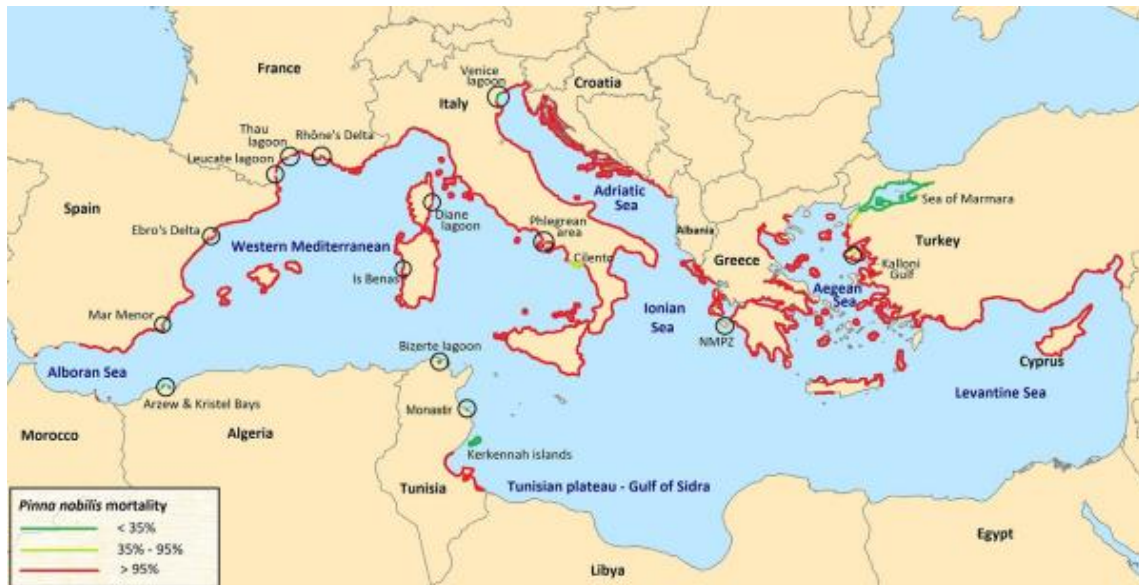 France
Venice
lagoon
Croatia
Italy
Thau
lagoon
Rhône's Delta
Leucate lagoon
Spain
Adriatic
Sea
Sea of Marmara
Diane
lagoon
Phlegrean
area
Albania
Turkey
Ebro's Delta
Western Mediterranean
Cilento
Greece
Kalloni
Gulf
Is Benas
Aegean
Sea
Ionian
Sea
Mar Menor
NMPZ
Bizerte lagoon
Cyprus
Alboran Sea
Levantine Sea
Arzew & Kristel Bays
Monastir
Morocco
Algeria
Kerkennah islands
Tunisia
Tunisian plateau - Gulf of Sidra
Egypt
Libya
Pinna nobilis mortality
< 35%
35% - 95%
> 95%